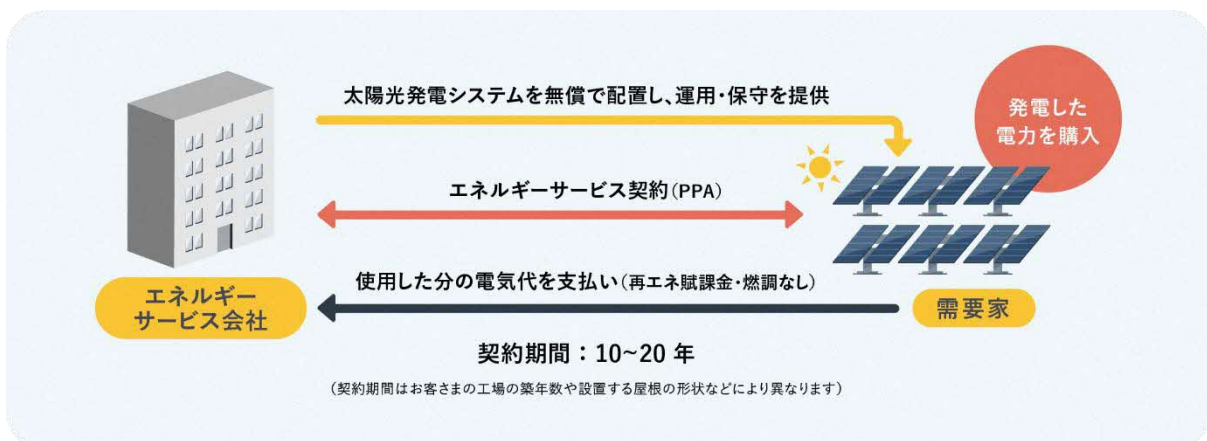 太陽光発電システムを無償で配置し、運用・保守を提供
発電した
電力を購入
エネルギーサービス契約（PPA）
使用した分の電気代を支払い（再エネ賦課金・燃調なし）
エネルギー
サービス会社
需要家
契約期間：10~20 年
（契約期間はお客さまの工場の築年数や設置する屋根の形状などにより異なります）